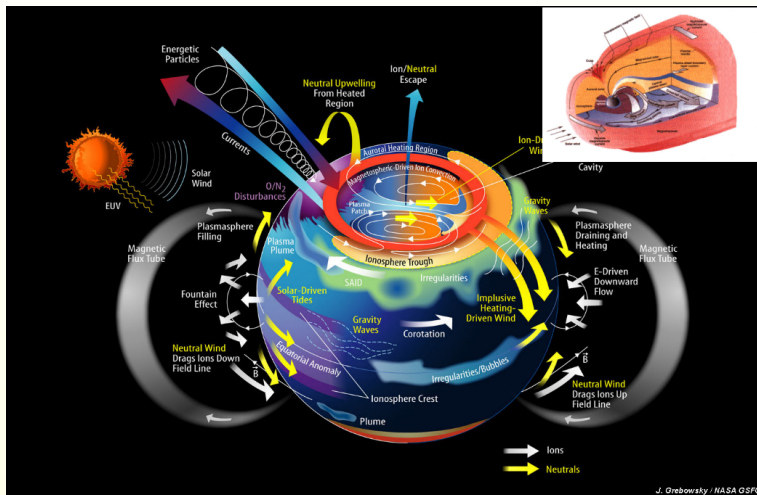 Energetic
Particles
Ion/Neutral
Escape
Neutral Upwelling
From Heated
Region
Currents
Solar
Wind
EUV
Auroral Heating Region
Magnetospheric-Driven Ion Convection
Plasma Patch
Ion-D
Wi
Cavity
O/N2
Disturbances
Gravity
Waves
Plasmasphere
Filling
Plasmasphere
Draining and
Heating
Magnetic
Flux Tube
Magnetic
Flux Tube
Plasma
Plume
Ionosphere Trough
SAID
Irregularities
Solar-Driven
Tides
Fountain
Effect
E-Driven
Downward
Flow
Implusive
Heating-
Driven Wind
Gravity
Waves
Corotation
Neutral Wind
Drags Ions Down
Field Line
B
Equatorial Anomaly
Irregularities/Bubbles
B
Neutral Wind
Drags Ions Up
Field Line
Ionosphere Crest
Plume
Ions
Neutrals
Solar wind
J. Grebowsky / NASA GSFC